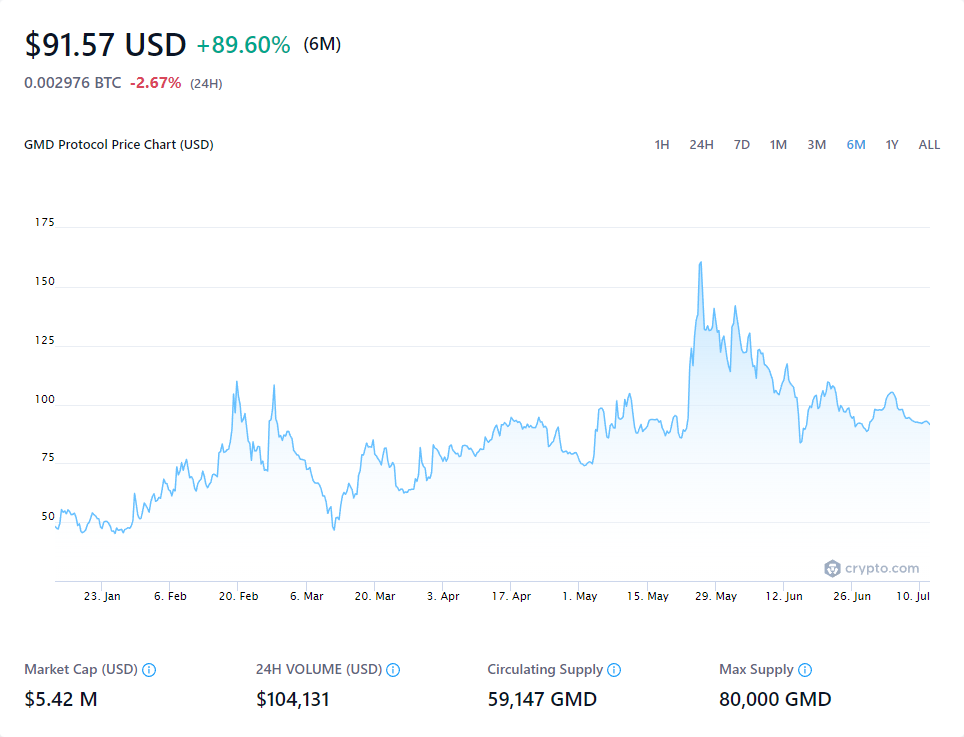 $91.57 USD +89.60% (6M)
0.002976 BTC -2.67% (24H)
GMD Protocol Price Chart (USD) 1H 24H 7D 1M 3M 6M 1Y ALL
175
150
125
100
75
50
crypto.com
23. Jan 6. Feb 20. Feb 6. Mar 20. Mar 3. Apr 17. Apr 1. May 15. May 29. May 12. Jun 26. Jun 10. Jul
Market Cap (USD) 24H VOLUME (USD) Circulating Supply Max Supply
$5.42 M $104,131 59,147 GMD 80,000 GMD